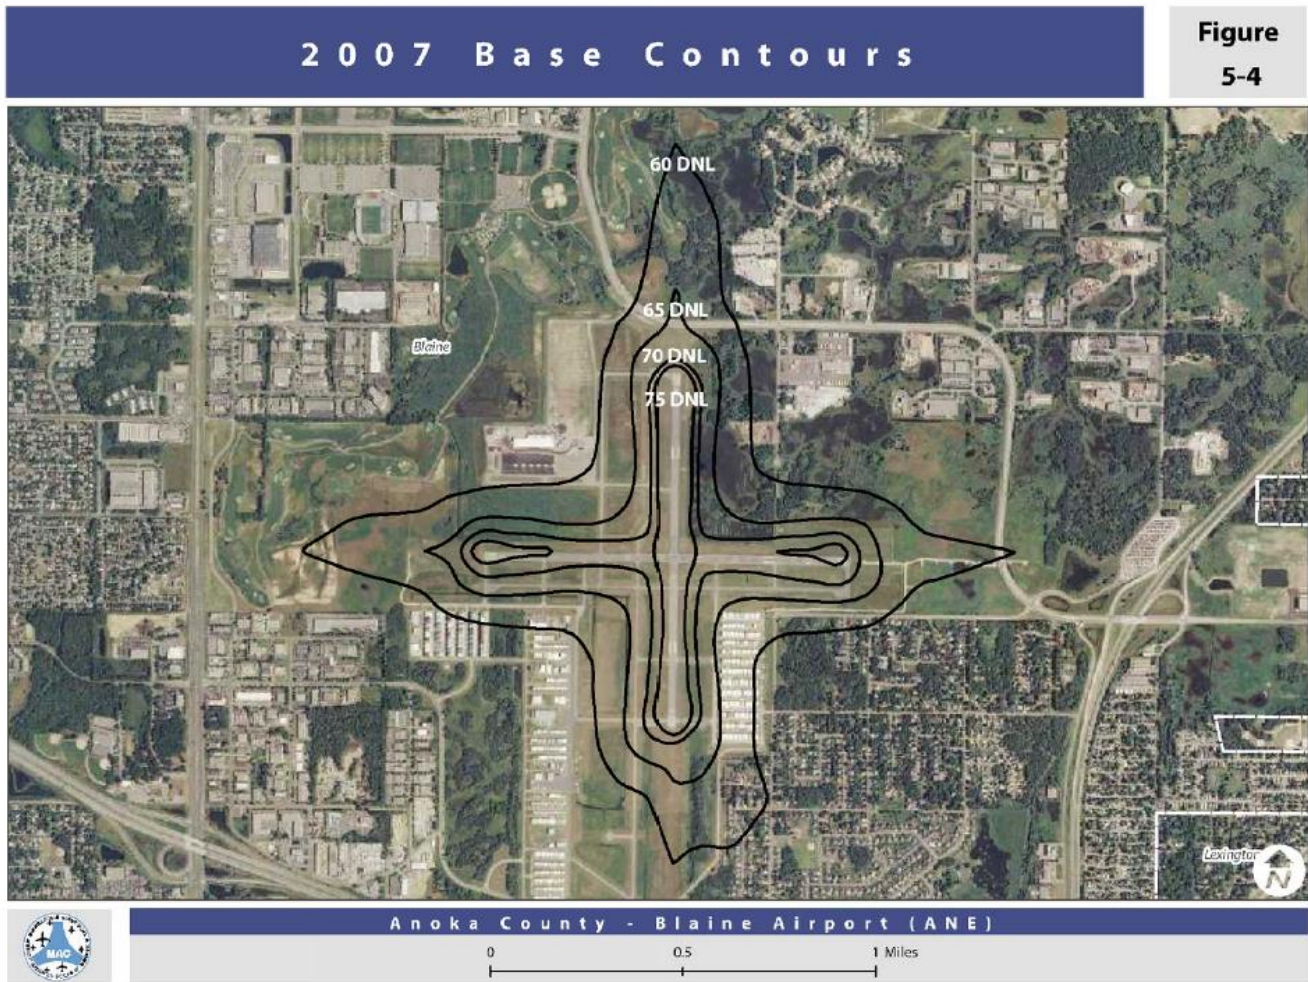 2007 Base Contours
Figure
5-4
60 DNL
65 DNL
Blaine
70 DNL
75 DNL
Lexington
N
Anoka County - Blaine Airport (ANE)
MAC
0 0.5 1 Miles